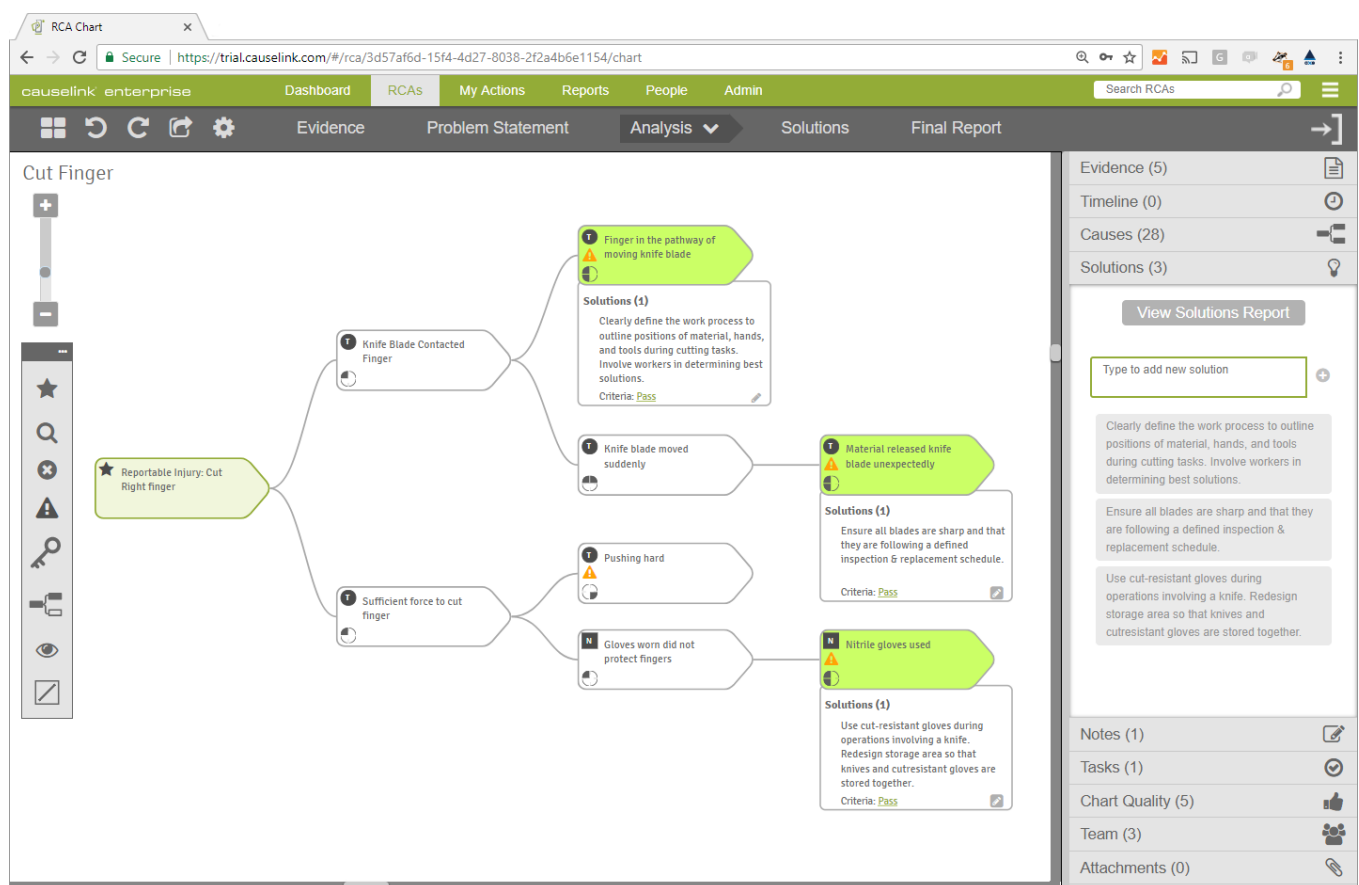 RCA Chart
Secure | https://trial.causelink.com/#/rca/3d57af6d-15f4-4d27-8038-2f2a4b6e1154/chart
G
6
causelink enterprise
Dashboard
RCAs
My Actions
Reports
People
Admin
Search RCAs
Evidence
Problem Statement
Analysis
Solutions
Final Report
Cut Finger
Reportable Injury: Cut
Right finger
T
Knife Blade Contacted
Finger
T
Sufficient force to cut
finger
T
Finger in the pathway of
moving knife blade
Solutions (1)
Clearly define the work process to
outline positions of material, hands,
and tools during cutting tasks.
Involve workers in determining best
solutions.
Criteria: Pass
T
Knife blade moved
suddenly
T
Material released knife
blade unexpectedly
Solutions (1)
Ensure all blades are sharp and that
they are following a defined
inspection & replacement schedule.
Criteria: Pass
T
Pushing hard
N
Gloves worn did not
protect fingers
N
Nitrile gloves used
Solutions (1)
Use cut-resistant gloves during
operations involving a knife.
Redesign storage area so that
knives and cutresistant gloves are
stored together.
Criteria: Pass
Evidence (5)
Timeline (0)
Causes (28)
Solutions (3)
View Solutions Report
Type to add new solution
Clearly define the work process to outline
positions of material, hands, and tools
during cutting tasks. Involve workers in
determining best solutions.
Ensure all blades are sharp and that they
are following a defined inspection &
replacement schedule.
Use cut-resistant gloves during
operations involving a knife. Redesign
storage area so that knives and
cutresistant gloves are stored together.
Notes (1)
Tasks (1)
Chart Quality (5)
Team (3)
Attachments (0)